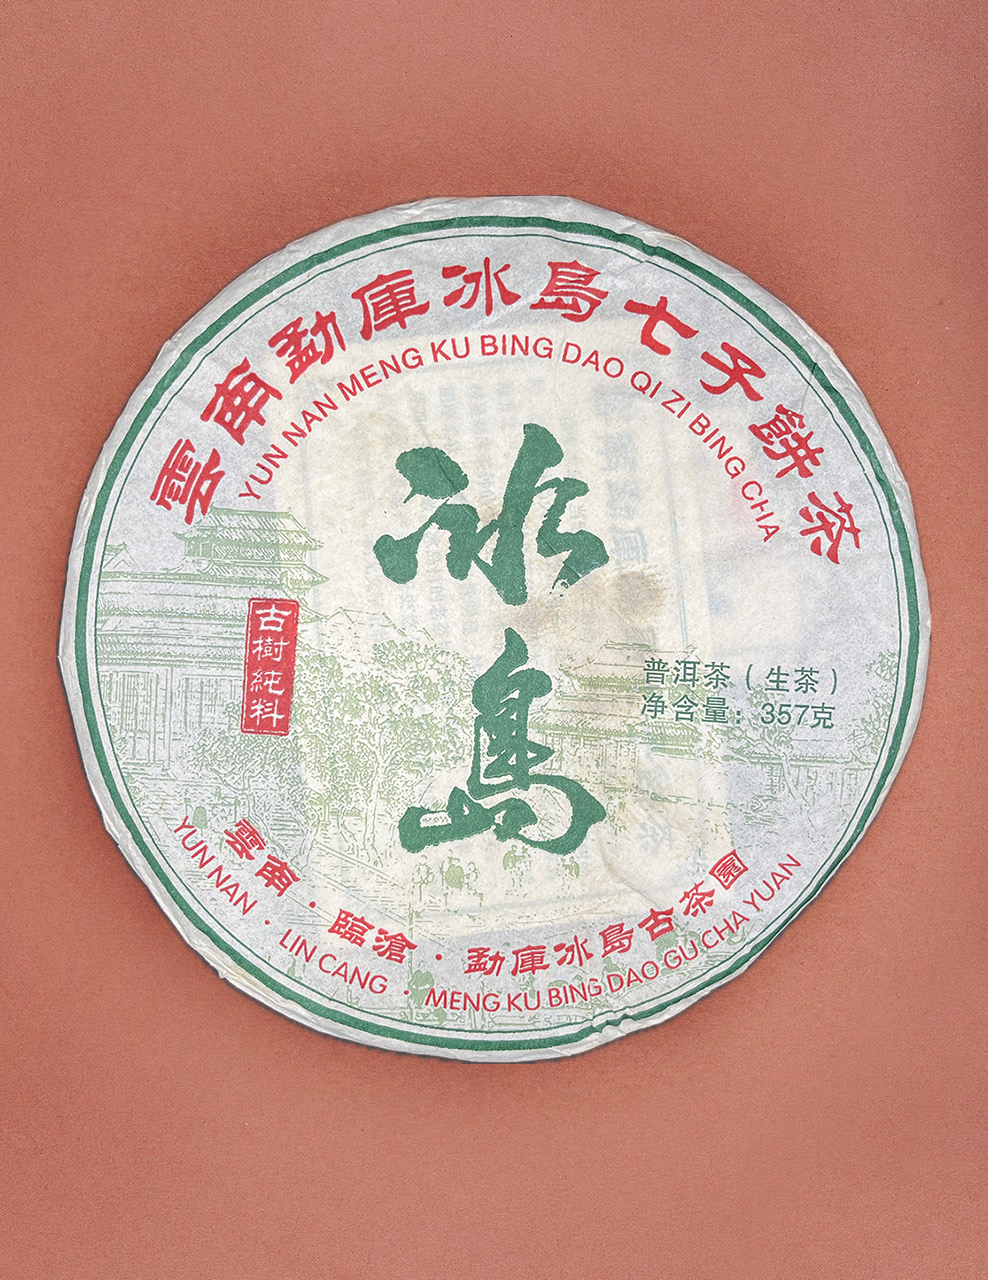 雲南勐庫冰島七子餅茶
YUN NAN MENG KU BING DAO QI ZI BING CHA
冰島
古樹純料
普洱茶（生茶）
净含量：357克
雲南·臨滄·勐庫冰島古茶園
YUN NAN · LIN CANG · MENG KU BING DAO GU CHA YUAN